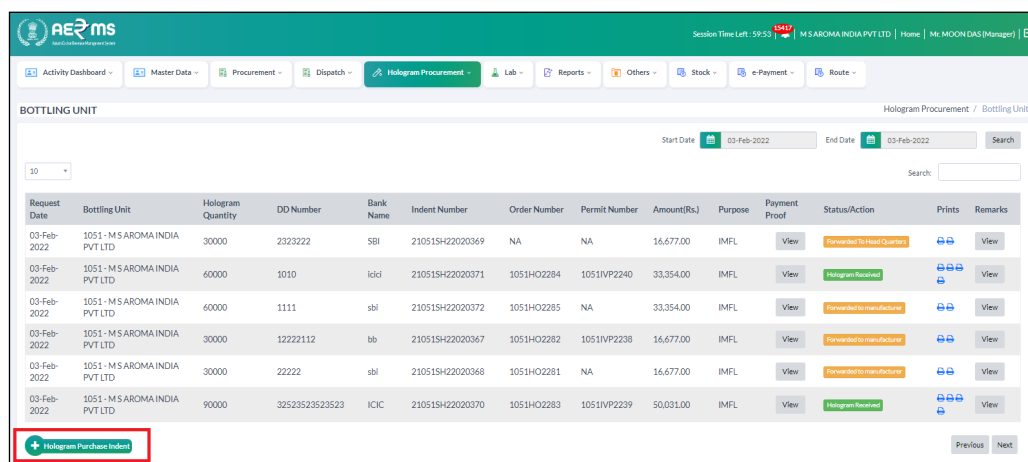 AERMS
Session Time Left : 59:53 15417 M S AROMA INDIA PVT LTD | Home | Mr. MOON DAS (Manager) |
Activity Dashboard Master Data Procurement Dispatch Hologram Procurement Lab Reports Others Stock e-Payment Route
BOTTLING UNIT Hologram Procurement / Bottling Unit
Start Date 03-Feb-2022 End Date 03-Feb-2022 Search
10 Search:
Request Date Bottling Unit Hologram Quantity DD Number Bank Name Indent Number Order Number Permit Number Amount(Rs.) Purpose Payment Proof Status/Action Prints Remarks
03-Feb-2022 1051 - M S AROMA INDIA PVT LTD 30000 2323222 SBI 21051SH22020369 NA NA 16,677.00 IMFL View Forwarded To Head Quarters View
03-Feb-2022 1051 - M S AROMA INDIA PVT LTD 60000 1010 icici 21051SH22020371 1051HO2284 1051IVP2240 33,354.00 IMFL View Hologram Received View
03-Feb-2022 1051 - M S AROMA INDIA PVT LTD 60000 1111 sbi 21051SH22020372 1051HO2285 NA 33,354.00 IMFL View Forwarded to manufacturer View
03-Feb-2022 1051 - M S AROMA INDIA PVT LTD 30000 12222112 bb 21051SH22020367 1051HO2282 1051IVP2238 16,677.00 IMFL View Forwarded to manufacturer View
03-Feb-2022 1051 - M S AROMA INDIA PVT LTD 30000 22222 sbi 21051SH22020368 1051HO2281 NA 16,677.00 IMFL View Forwarded to manufacturer View
03-Feb-2022 1051 - M S AROMA INDIA PVT LTD 90000 32523523523523 ICIC 21051SH22020370 1051HO2283 1051IVP2239 50,031.00 IMFL View Hologram Received View
Hologram Purchase Indent Previous Next